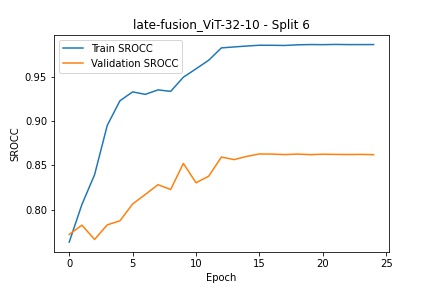 late-fusion_ViT-32-10 - Split 6
Train SROCC
Validation SROCC
SROCC
0.95
0.90
0.85
0.80
0 5 10 15 20 25
Epoch